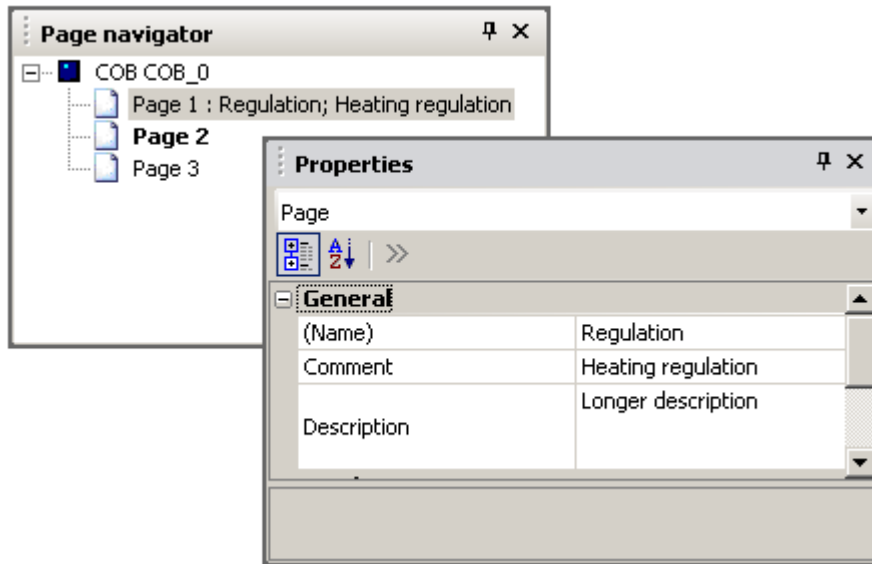 Page navigator
COB COB_0
Page 1 : Regulation; Heating regulation
Page 2
Page 3
Properties
Page
General
(Name) Regulation
Comment Heating regulation
Description Longer description